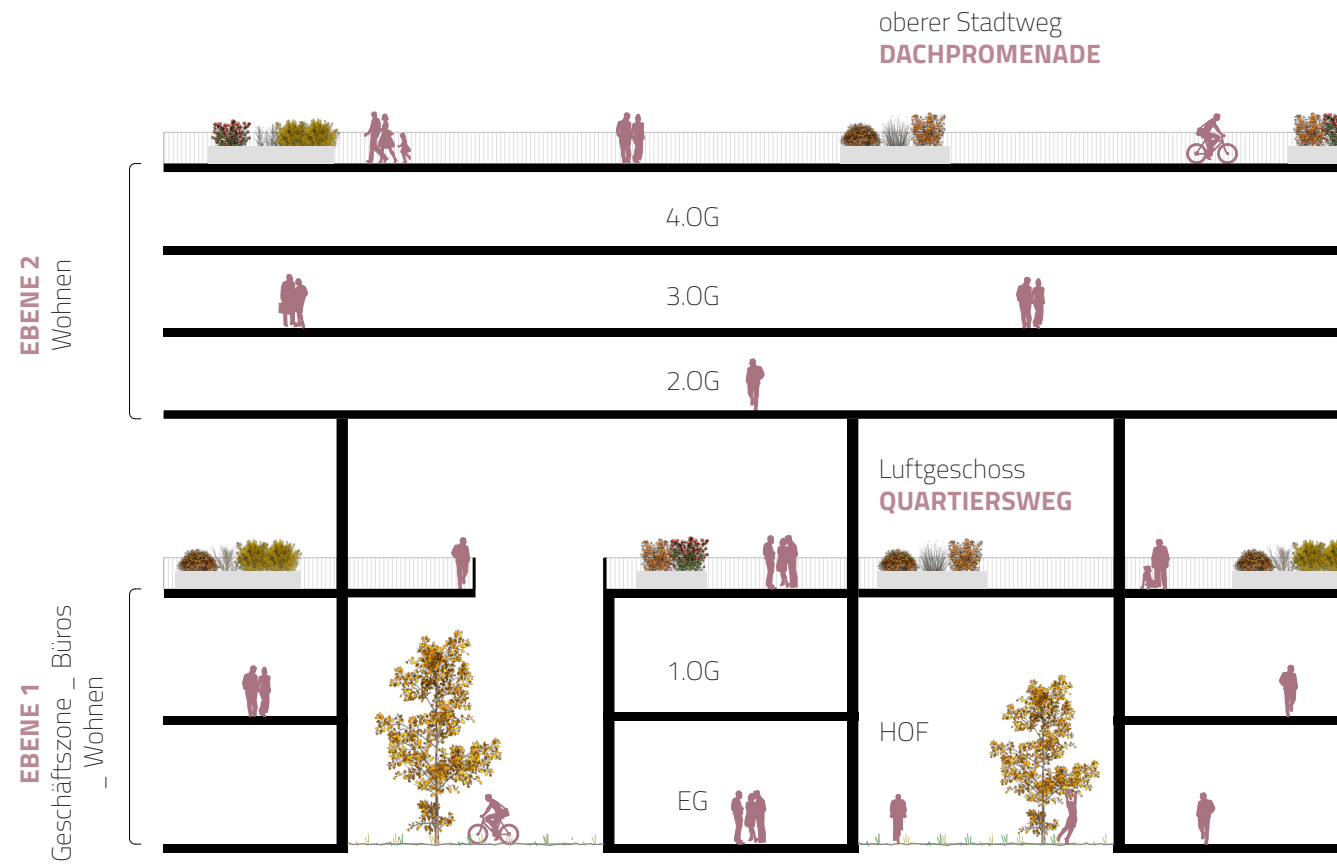 oberer Stadtweg
DACHPROMENADE
EBENE 2
Wohnen
4.OG
3.OG
2.OG
Luftgeschoss
QUARTIERSWEG
EBENE 1
Geschäftszone _ Büros
_ Wohnen
1.OG
HOF
EG